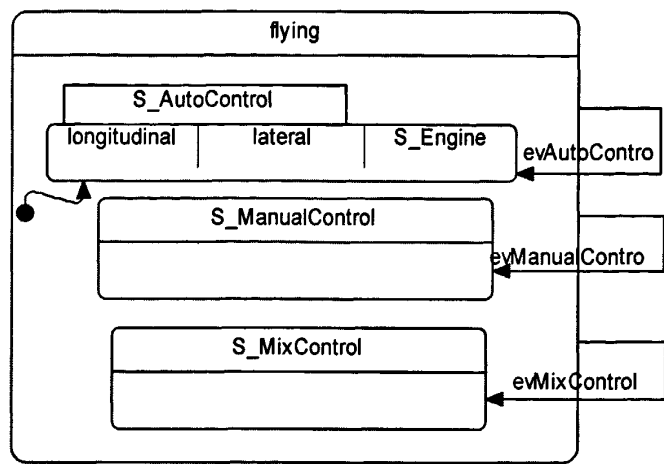 flying
S_AutoControl
longitudinal lateral S_Engine
evAutoContro
S_ManualControl
evManualContro
S_MixControl
evMixControl